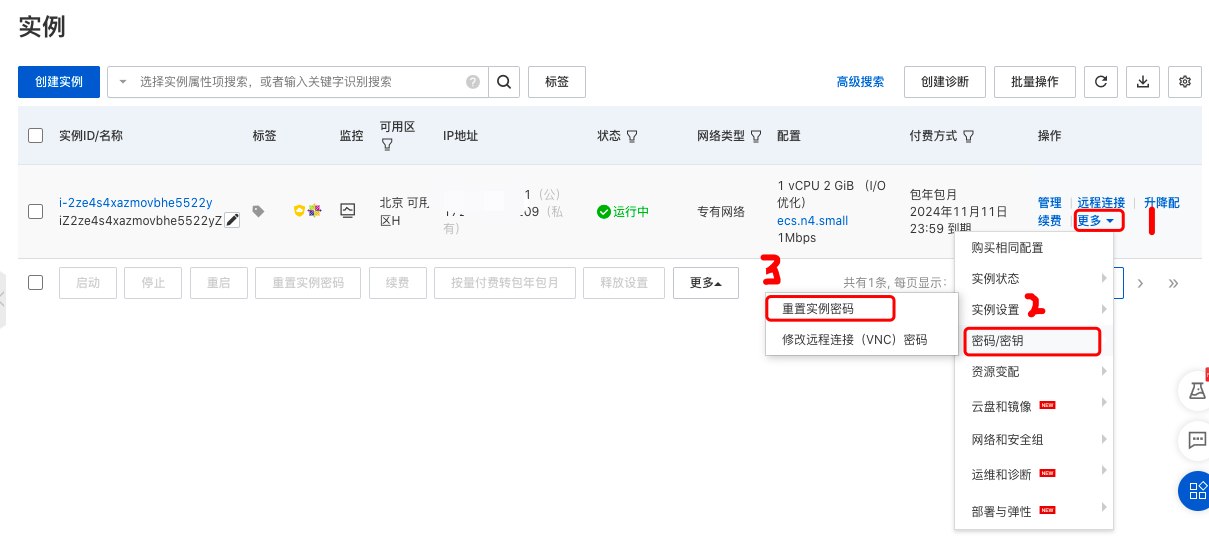 实例
创建实例
选择实例属性项搜索，或者输入关键字识别搜索
标签
高级搜索
创建诊断
批量操作
实例ID/名称
标签
监控
可用区
IP地址
状态
网络类型
配置
付费方式
操作
i-2ze4s4xazmovbhe5522y
iZ2ze4s4xazmovbhe5522yZ
北京 可用
区H
1（公）
09（私
有）
运行中
专有网络
1 vCPU 2 GiB （I/O
优化）
ecs.n4.small
1Mbps
包年包月
2024年11月11日
23:59 到期
管理
远程连接
升降配
续费
更多
1
启动
停止
重启
重置实例密码
续费
按量付费转包年包月
释放设置
更多
共有1条, 每页显示:
购买相同配置
实例状态
实例设置
2
密码/密钥
资源变配
云盘和镜像 NEW
网络和安全组
运维和诊断 NEW
部署与弹性 NEW
3
重置实例密码
修改远程连接（VNC）密码